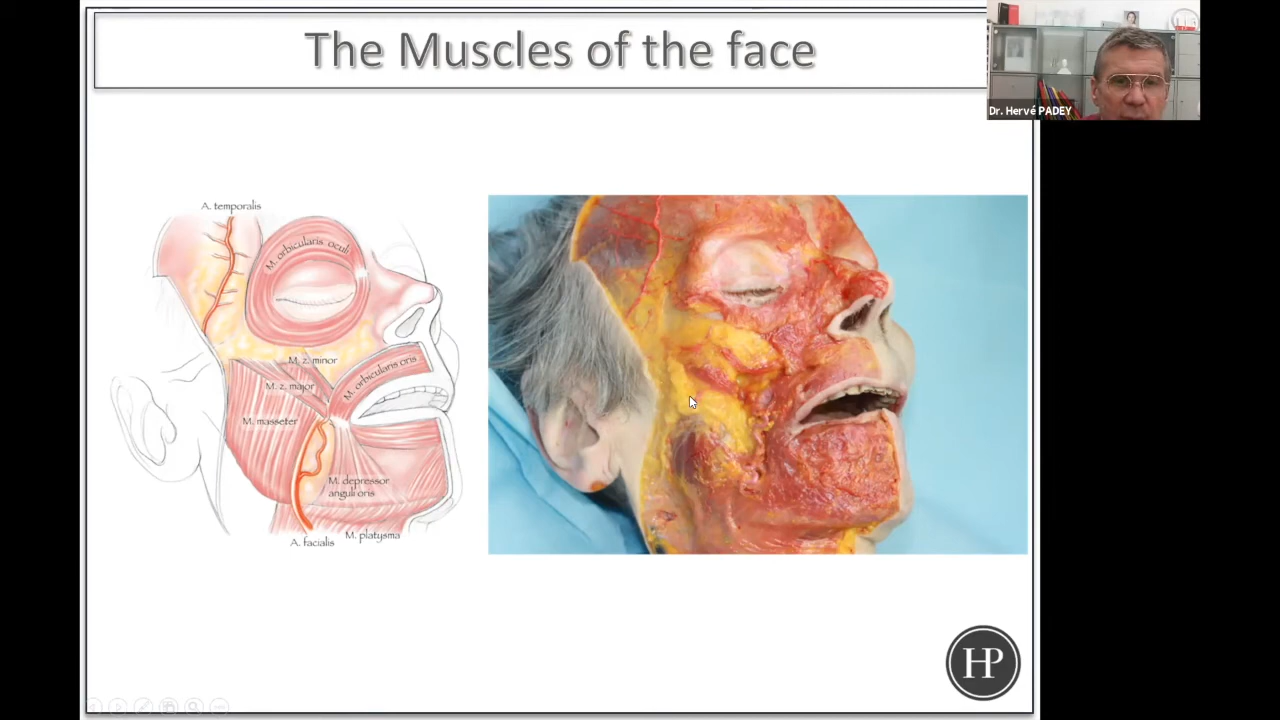 The Muscles of the face
Dr. Hervé PADEY
A. temporalis
M. orbicularis oculi
M. z. minor
M. orbicularis oris
M. z. major
M. masseter
M. depressor
anguli oris
M. platysma
A. facialis
HP